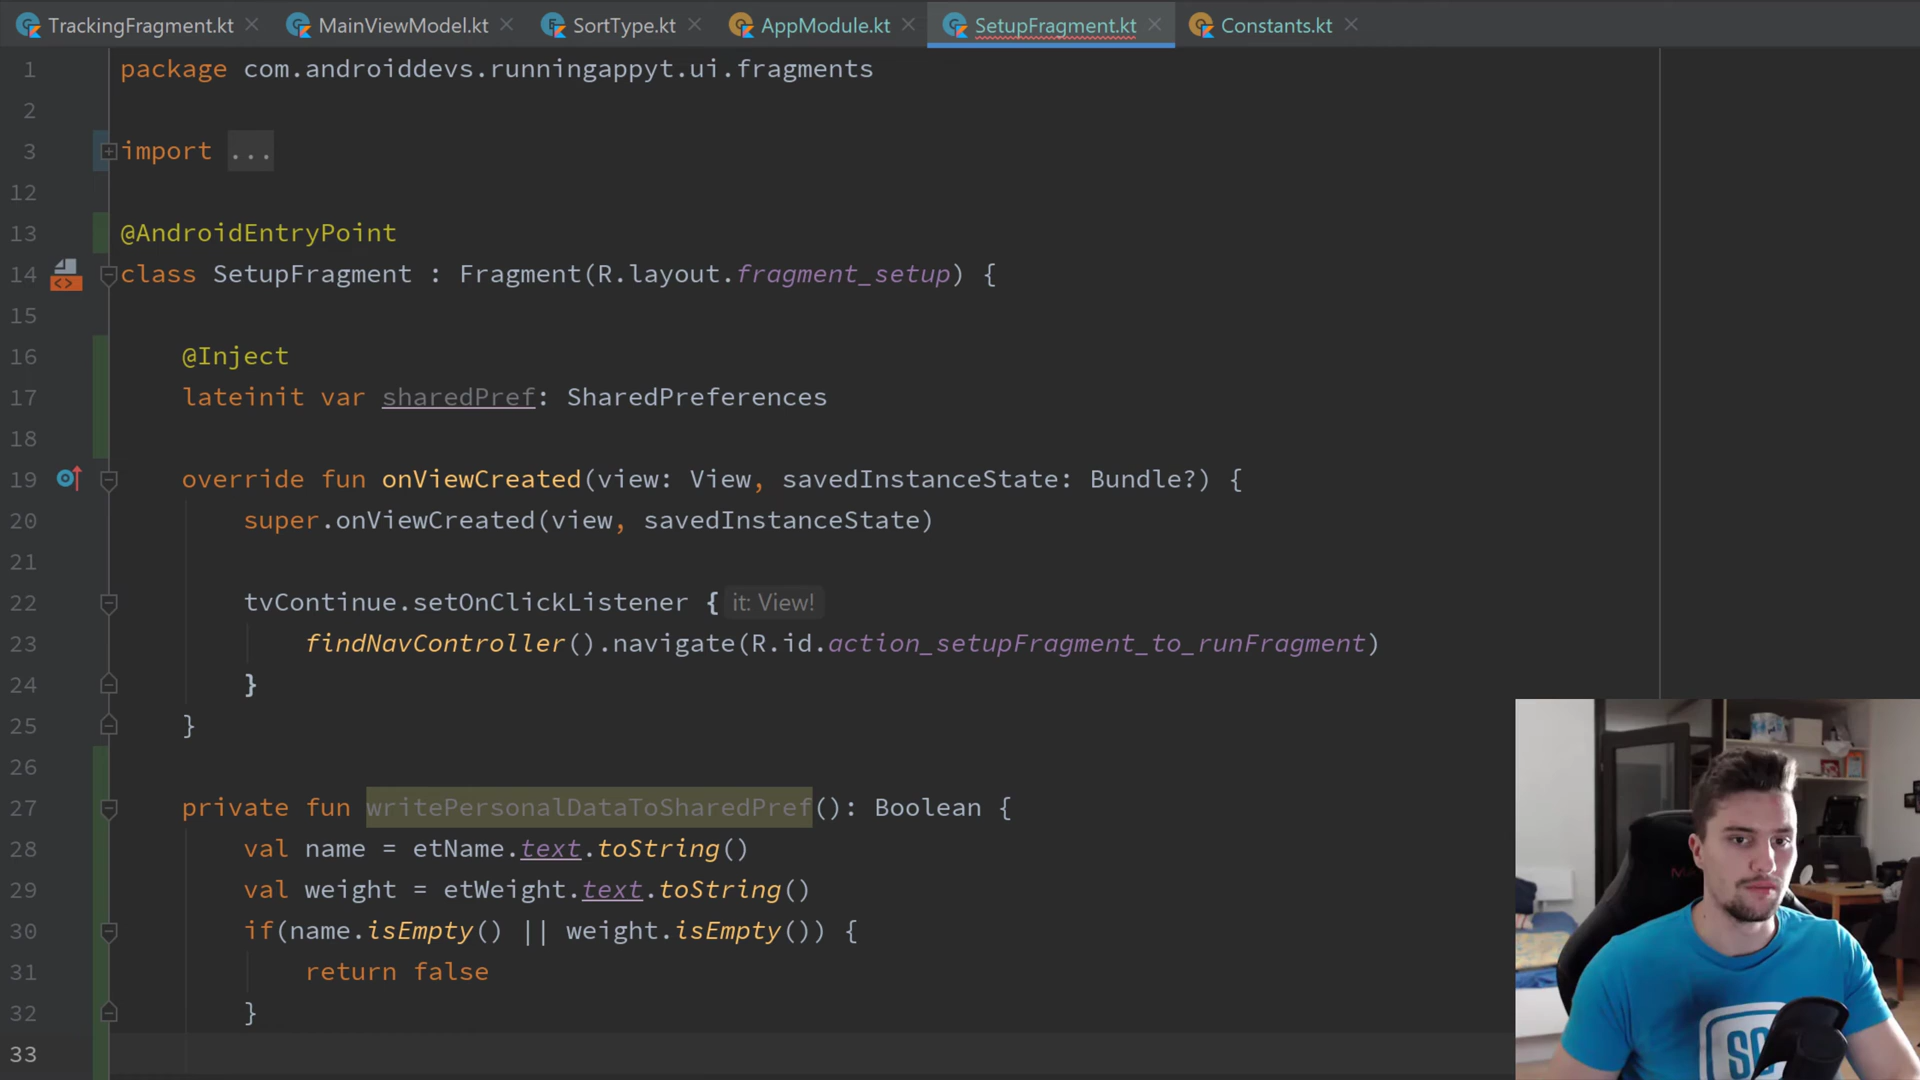 TrackingFragment.kt MainViewModel.kt SortType.kt AppModule.kt SetupFragment.kt Constants.kt
1 package com.androiddevs.runningappyt.ui.fragments
2
3 import ...
12
13 @AndroidEntryPoint
14 class SetupFragment : Fragment(R.layout.fragment_setup) {
15
16 @Inject
17 lateinit var sharedPref: SharedPreferences
18
19 override fun onViewCreated(view: View, savedInstanceState: Bundle?) {
20 super.onViewCreated(view, savedInstanceState)
21
22 tvContinue.setOnClickListener { it: View!
23 findNavController().navigate(R.id.action_setupFragment_to_runFragment)
24 }
25 }
26
27 private fun writePersonalDataToSharedPref(): Boolean {
28 val name = etName.text.toString()
29 val weight = etWeight.text.toString()
30 if(name.isEmpty() || weight.isEmpty()) {
31 return false
32 }
33